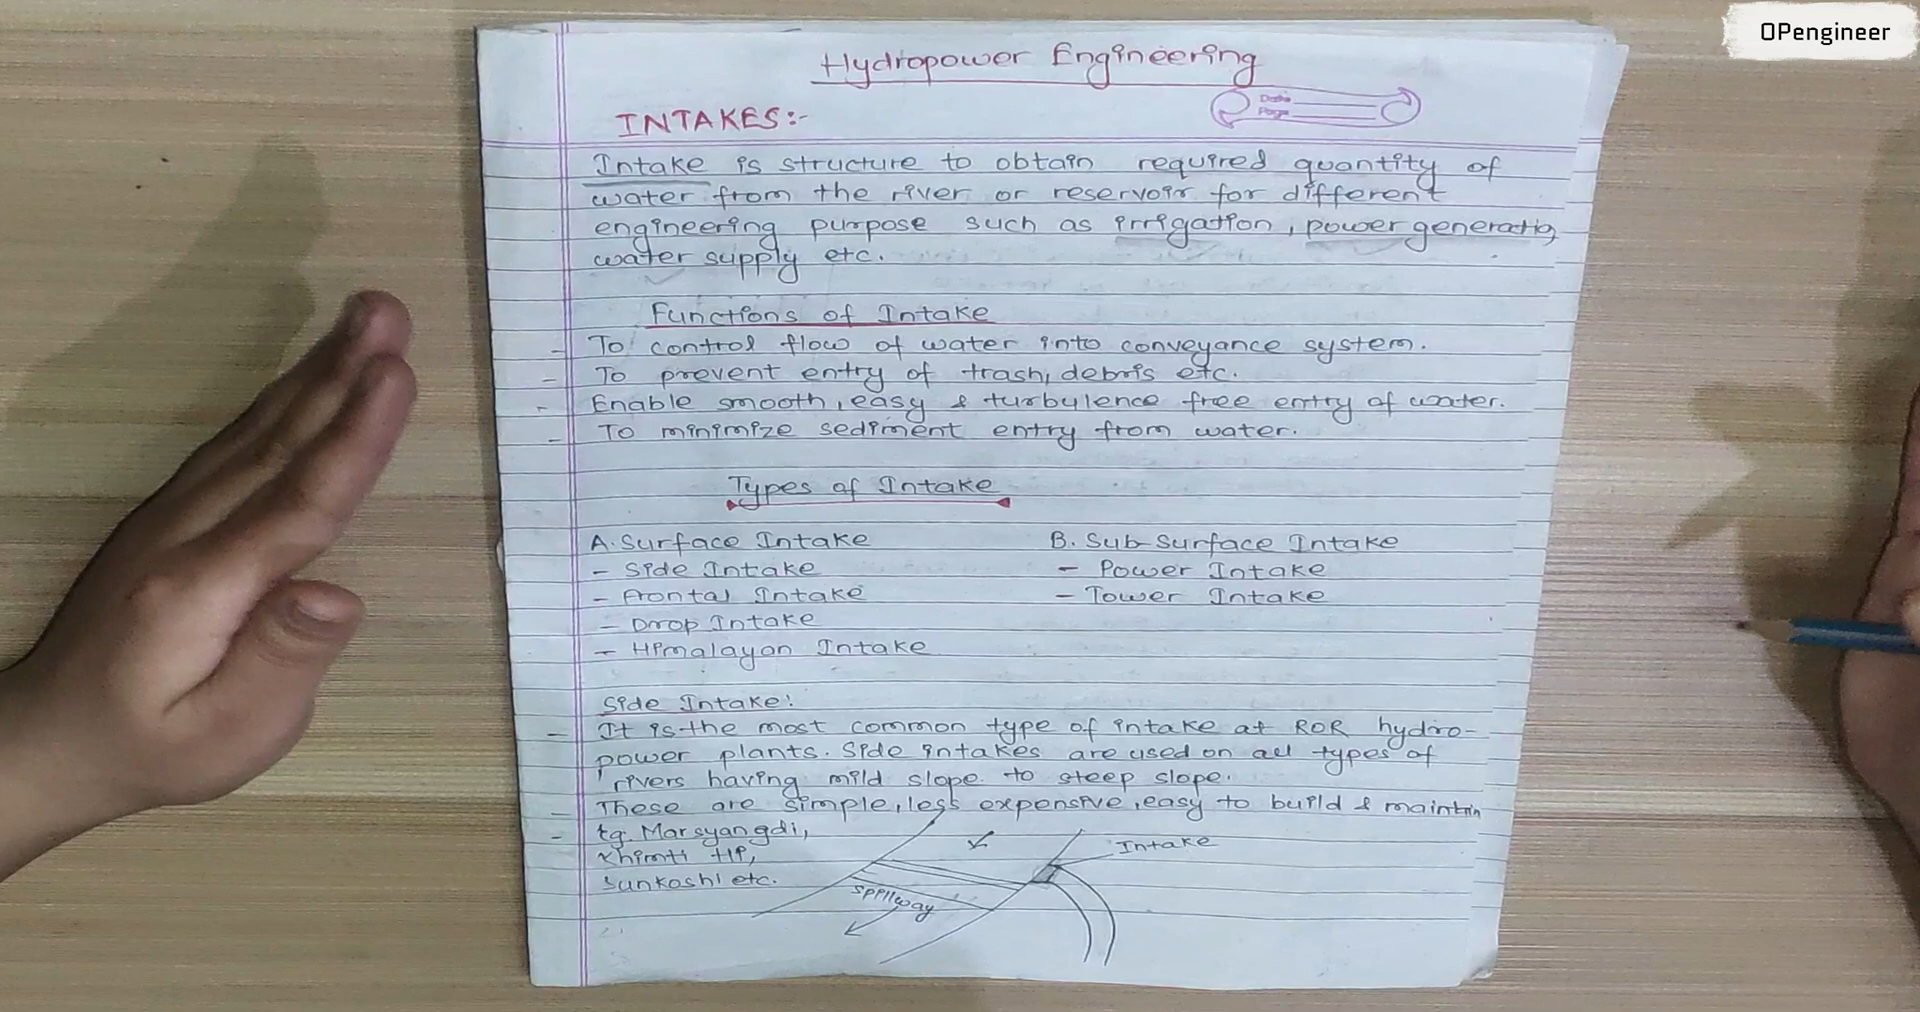 OPengineer
Hydropower Engineering
Date
Page
INTAKES:-
Intake is structure to obtain required quantity of
water from the river or reservoir for different
engineering purpose such as irrigation, power generatio
water supply etc.
Functions of Intake
- To control flow of water into conveyance system.
- To prevent entry of trash, debris etc.
- Enable smooth, easy & turbulence free entry of water.
- To minimize sediment entry from water.
Types of Intake
A. Surface Intake B. Sub-Surface Intake
- Side Intake - Power Intake
- Frontal Intake - Tower Intake
- Drop Intake
- Himalayan Intake
Side Intake:
- It is the most common type of intake at ROR hydro-
power plants. Side intakes are used on all types of
rivers having mild slope to steep slope.
- These are simple, less expensive, easy to build & maintain
- Eg. Marsyangdi,
Khimti HP,
Sunkoshi etc.
Intake
Spillway